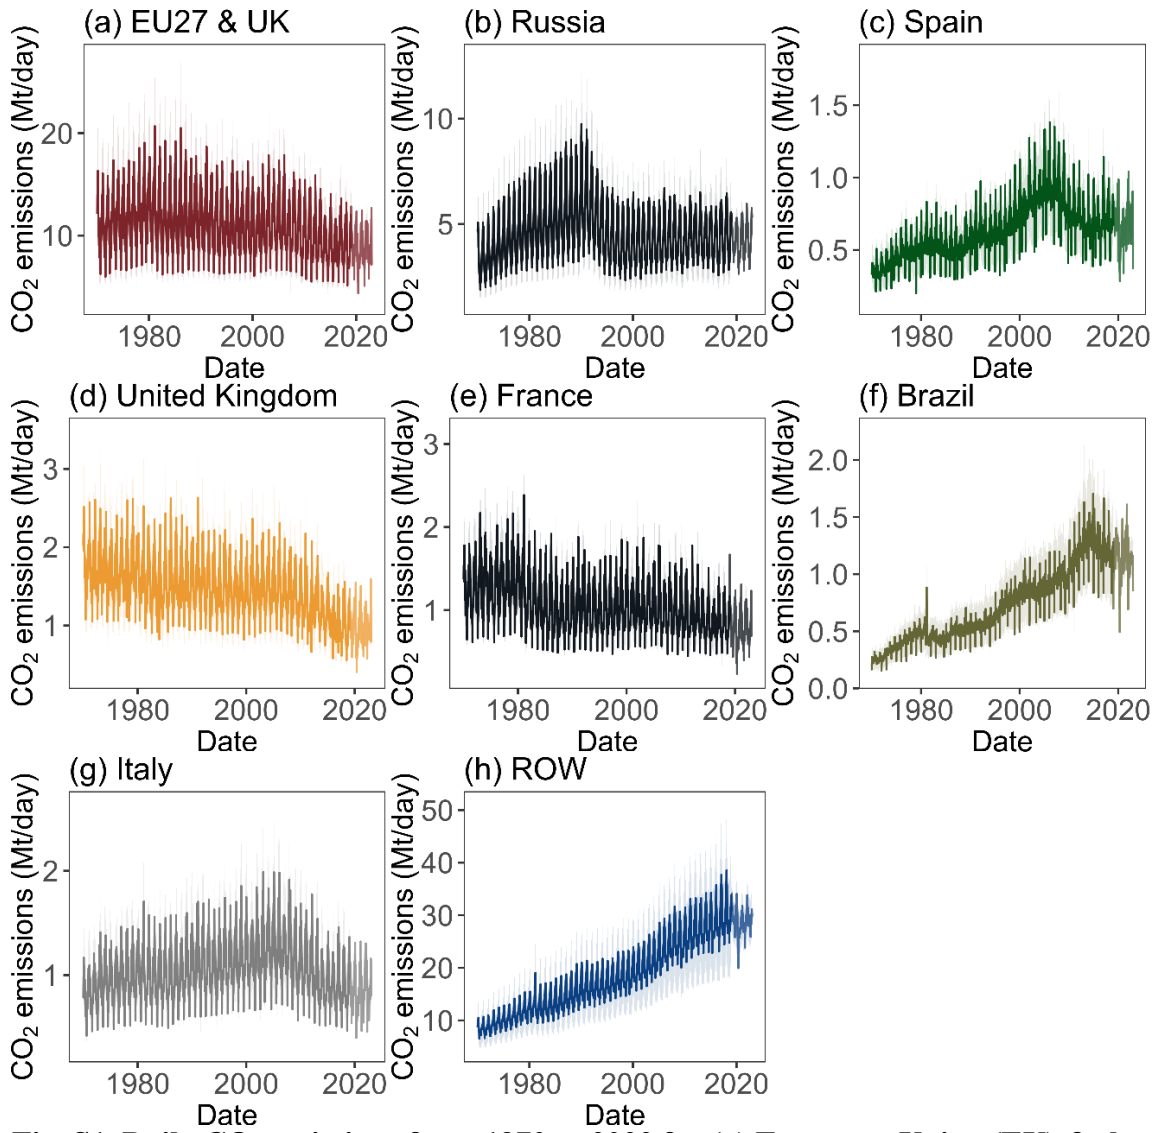 (a) EU27 & UK
CO₂ emissions (Mt/day)
20
10
1980 2000 2020
Date
(b) Russia
CO₂ emissions (Mt/day)
10
5
1980 2000 2020
Date
(c) Spain
CO₂ emissions (Mt/day)
1.5
1.0
0.5
1980 2000 2020
Date
(d) United Kingdom
CO₂ emissions (Mt/day)
3
2
1
1980 2000 2020
Date
(e) France
CO₂ emissions (Mt/day)
3
2
1
1980 2000 2020
Date
(f) Brazil
CO₂ emissions (Mt/day)
2.0
1.5
1.0
0.5
0.0
1980 2000 2020
Date
(g) Italy
CO₂ emissions (Mt/day)
2
1
1980 2000 2020
Date
(h) ROW
CO₂ emissions (Mt/day)
50
40
30
20
10
1980 2000 2020
Date